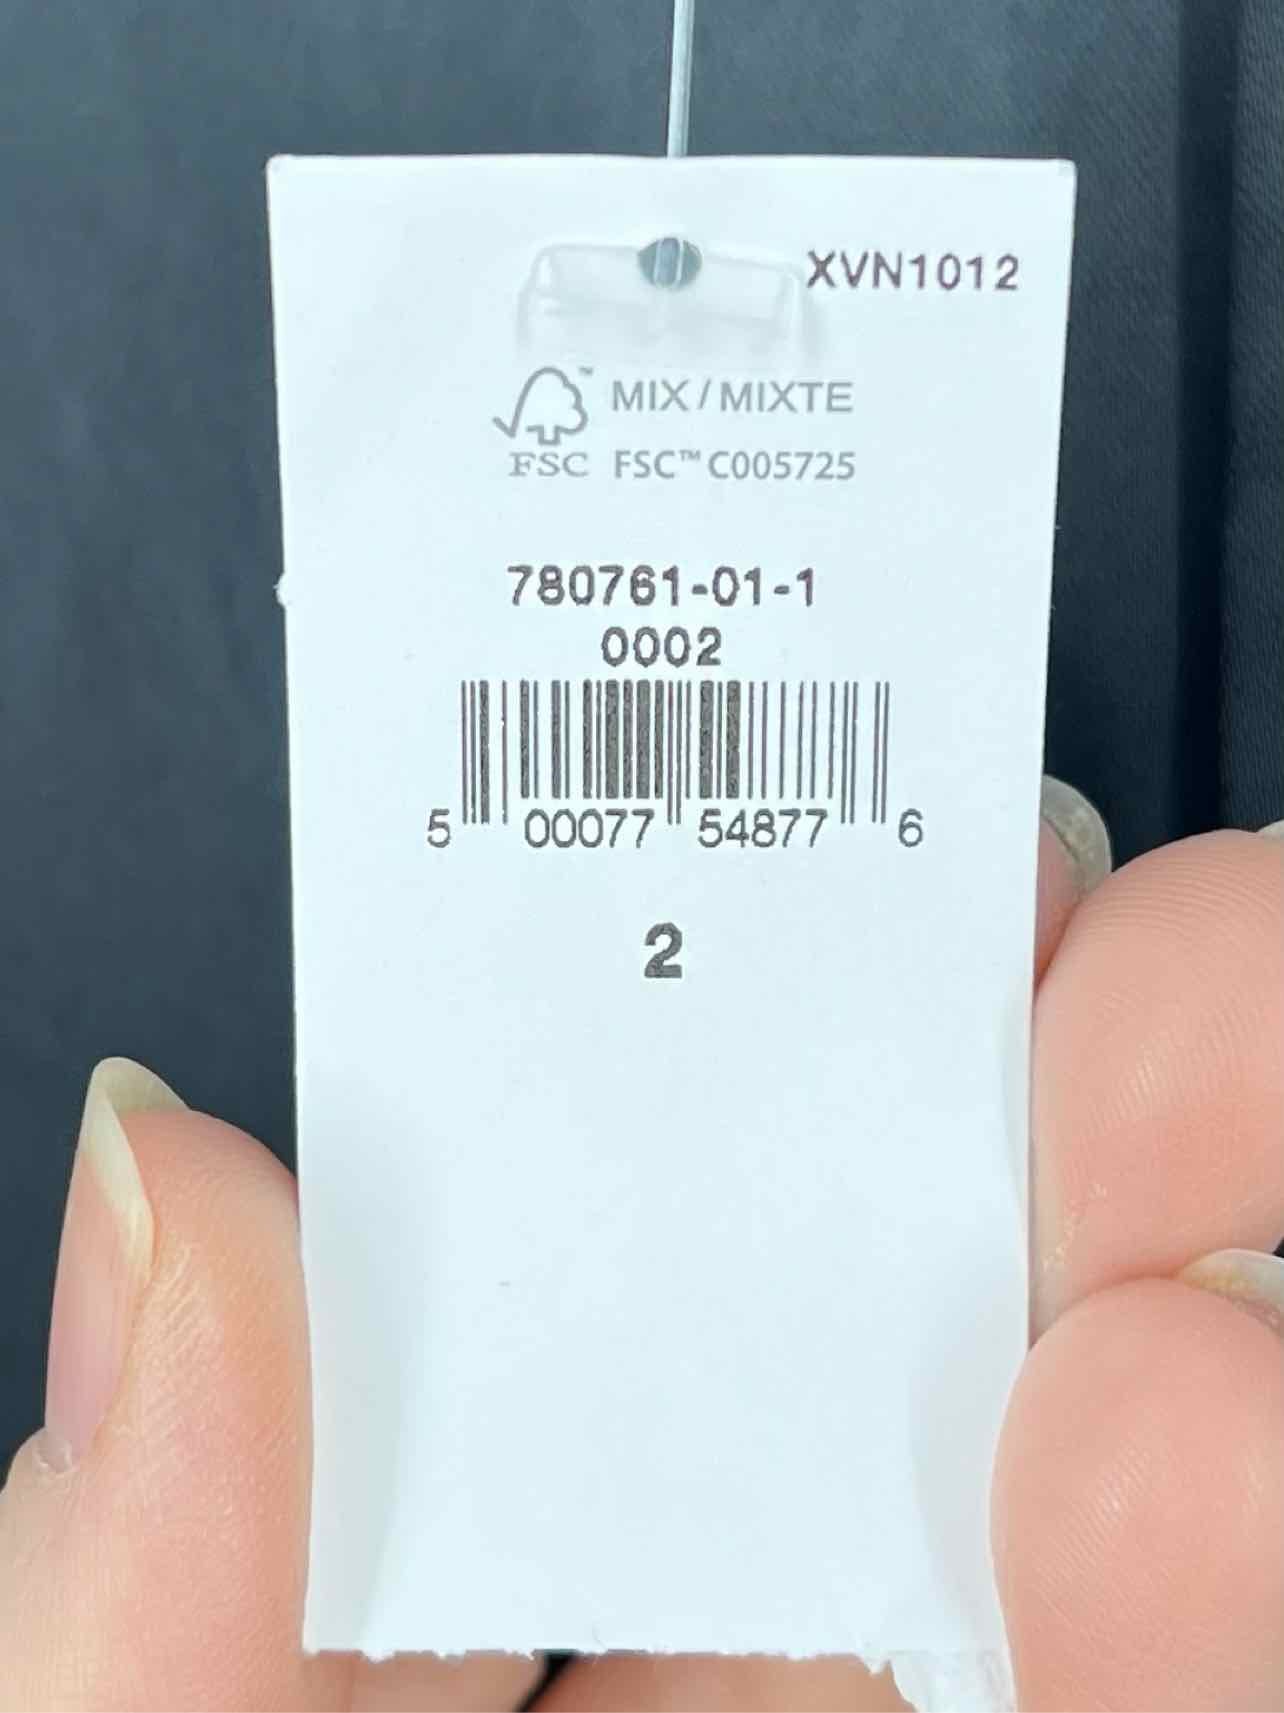 XVN1012
MIX / MIXTE
FSC FSC™ C005725
780761-01-1
0002
5 00077 54877 6
2